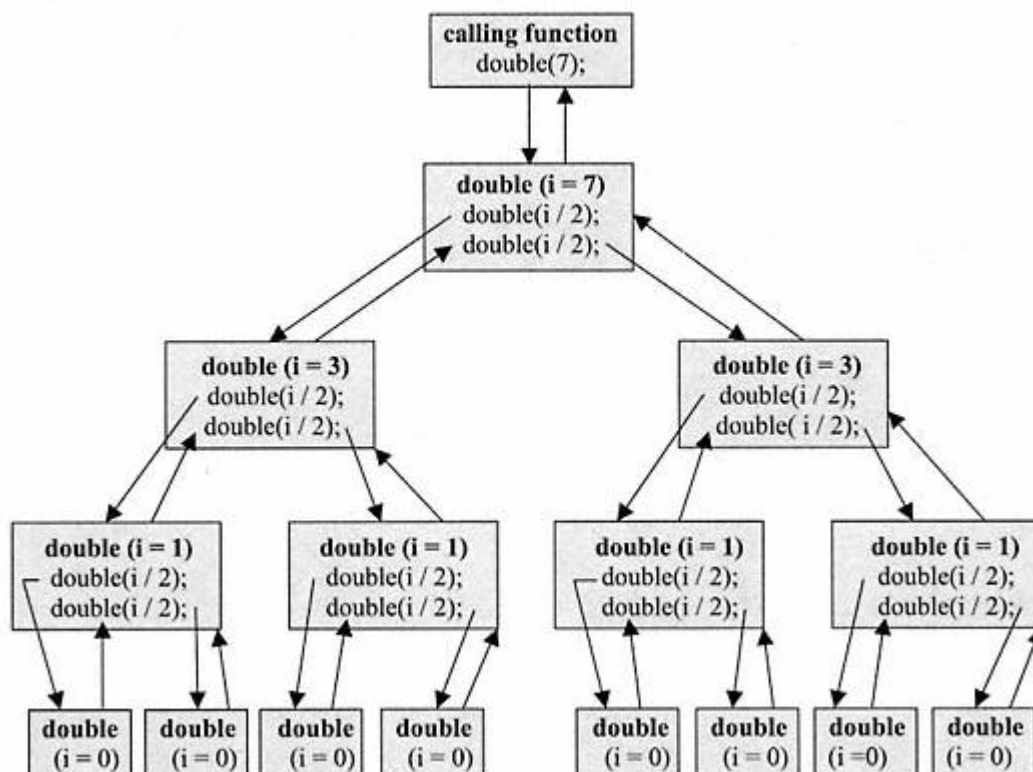 calling function
double(7);
double (i = 7)
double(i / 2);
double(i / 2);
double (i = 3)
double(i / 2);
double(i / 2);
double (i = 3)
double(i / 2);
double( i / 2);
double (i = 1)
double(i / 2);
double(i / 2);
double (i = 1)
double(i / 2);
double(i / 2);
double (i = 1)
double(i / 2);
double(i / 2);
double (i = 1)
double(i / 2);
double(i / 2);
double
(i = 0)
double
(i = 0)
double
(i = 0)
double
(i = 0)
double
(i = 0)
double
(i = 0)
double
(i =0)
double
(i = 0)